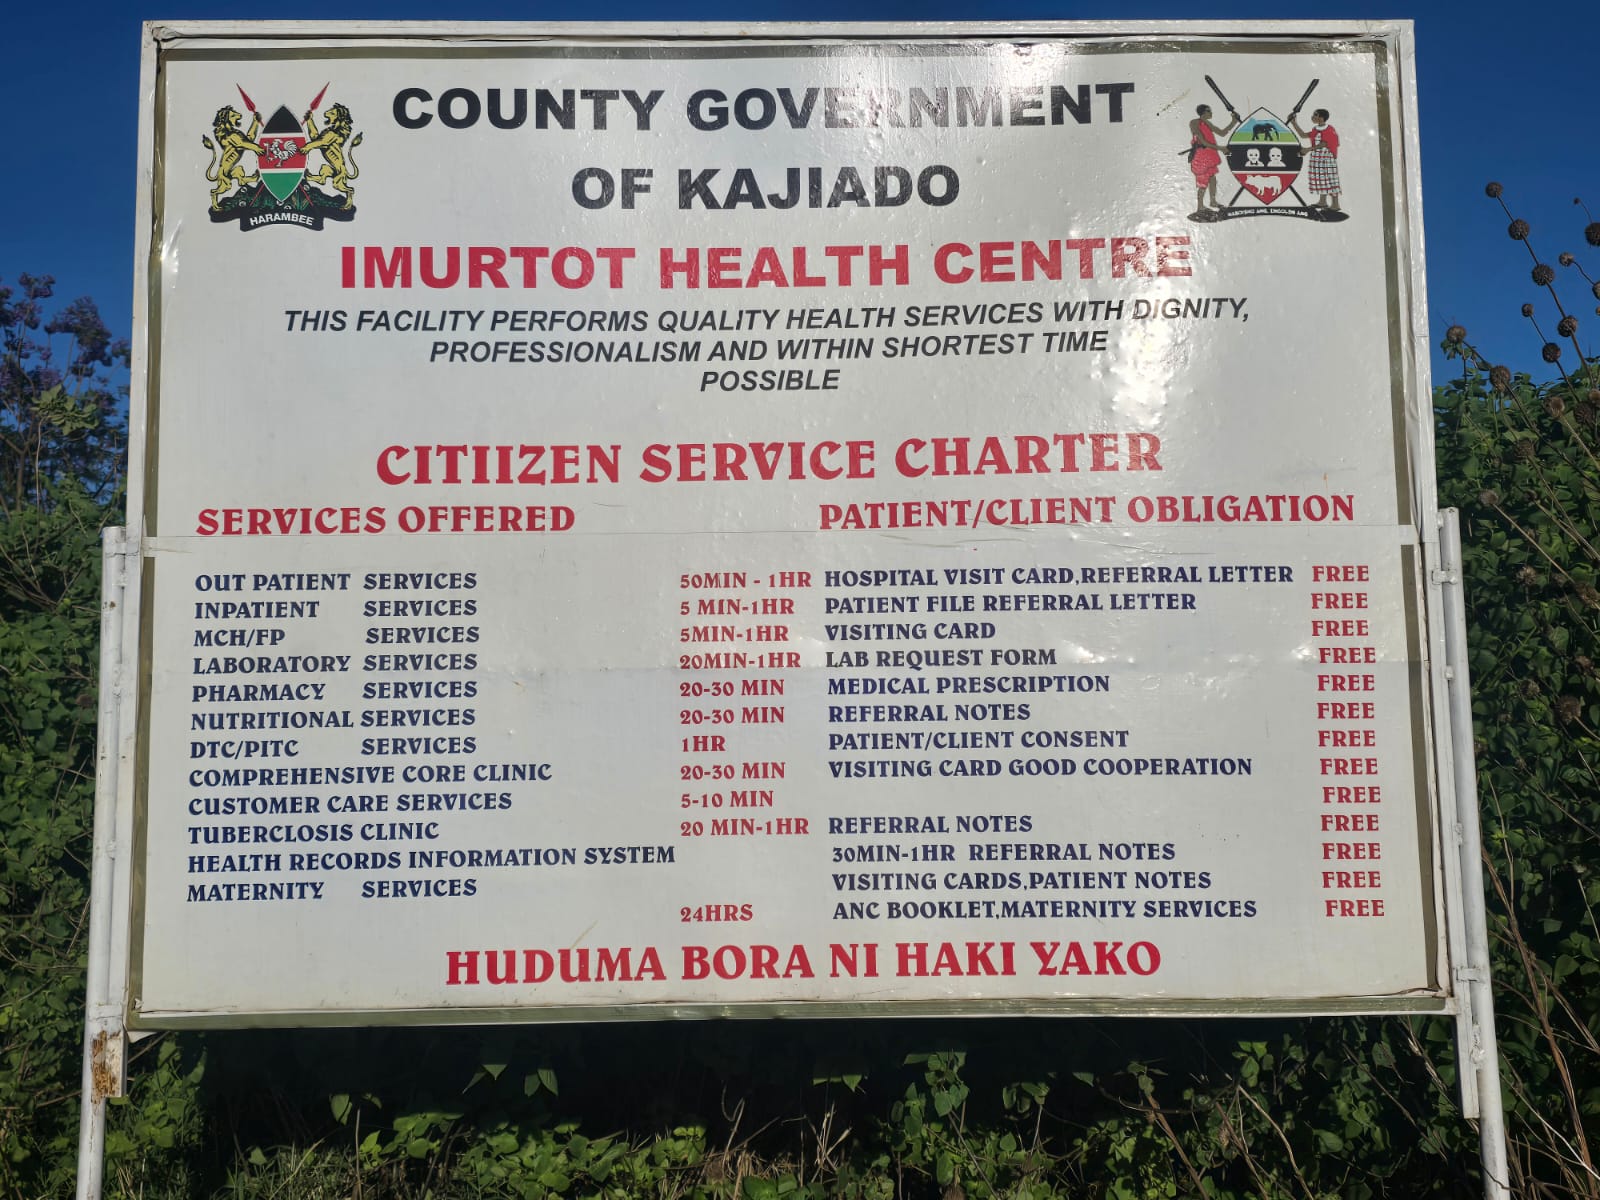 COUNTY GOVERNMENT
OF KAJIADO
HARAMBEE
IMURTOT HEALTH CENTRE
THIS FACILITY PERFORMS QUALITY HEALTH SERVICES WITH DIGNITY,
PROFESSIONALISM AND WITHIN SHORTEST TIME
POSSIBLE
CITIIZEN SERVICE CHARTER
SERVICES OFFERED PATIENT/CLIENT OBLIGATION
OUT PATIENT SERVICES 50MIN - 1HR HOSPITAL VISIT CARD,REFERRAL LETTER FREE
INPATIENT SERVICES 5 MIN-1HR PATIENT FILE REFERRAL LETTER FREE
MCH/FP SERVICES 5MIN-1HR VISITING CARD FREE
LABORATORY SERVICES 20MIN-1HR LAB REQUEST FORM FREE
PHARMACY SERVICES 20-30 MIN MEDICAL PRESCRIPTION FREE
NUTRITIONAL SERVICES 20-30 MIN REFERRAL NOTES FREE
DTC/PITC SERVICES 1HR PATIENT/CLIENT CONSENT FREE
COMPREHENSIVE CORE CLINIC 20-30 MIN VISITING CARD GOOD COOPERATION FREE
CUSTOMER CARE SERVICES 5-10 MIN FREE
TUBERCLOSIS CLINIC 20 MIN-1HR REFERRAL NOTES FREE
HEALTH RECORDS INFORMATION SYSTEM 30MIN-1HR REFERRAL NOTES FREE
MATERNITY SERVICES VISITING CARDS,PATIENT NOTES FREE
24HRS ANC BOOKLET,MATERNITY SERVICES FREE
HUDUMA BORA NI HAKI YAKO